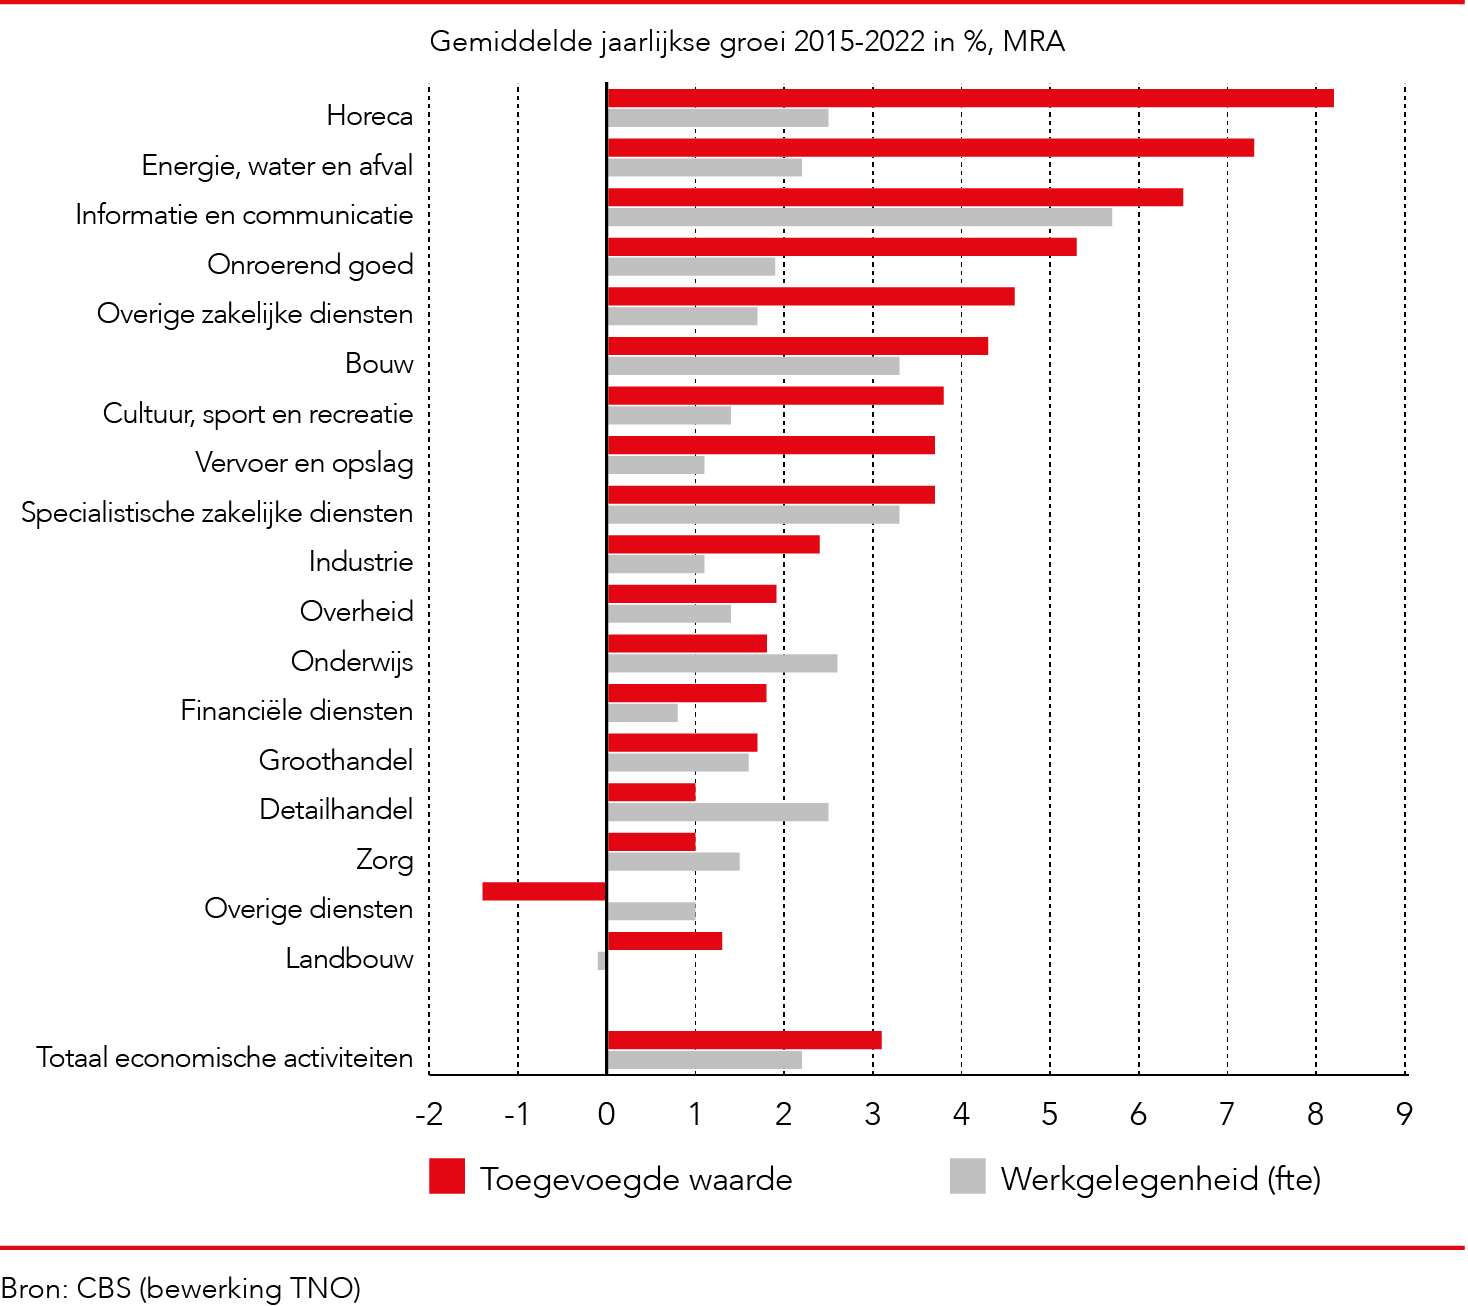 Gemiddelde jaarlijkse groei 2015-2022 in %, MRA
Horeca
Energie, water en afval
Informatie en communicatie
Onroerend goed
Overige zakelijke diensten
Bouw
Cultuur, sport en recreatie
Vervoer en opslag
Specialistische zakelijke diensten
Industrie
Overheid
Onderwijs
Financiële diensten
Groothandel
Detailhandel
Zorg
Overige diensten
Landbouw
Totaal economische activiteiten
-2 -1 0 1 2 3 4 5 6 7 8 9
Toegevoegde waarde Werkgelegenheid (fte)
Bron: CBS (bewerking TNO)